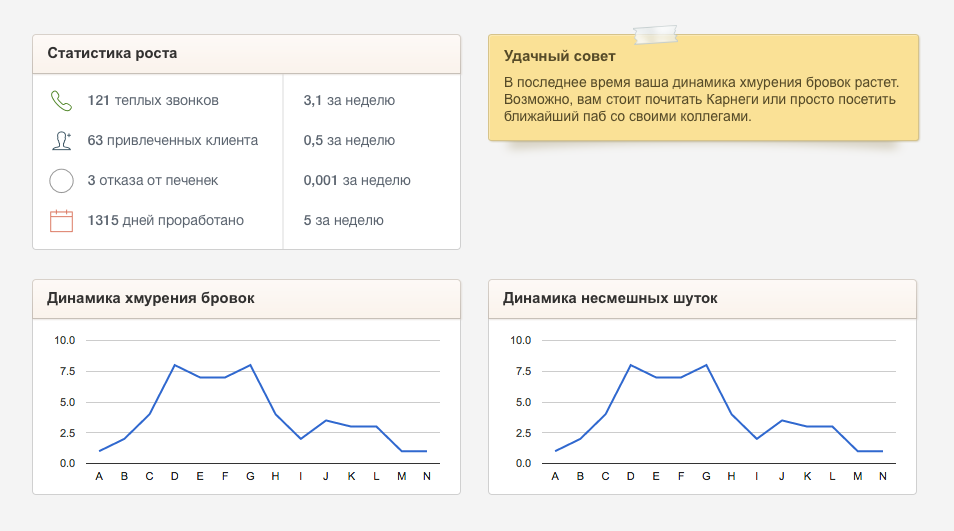 Статистика роста
121 теплых звонков
3,1 за неделю
63 привлеченных клиента
0,5 за неделю
3 отказа от печенек
0,001 за неделю
1315 дней проработано
5 за неделю
Удачный совет
В последнее время ваша динамика хмурения бровок растет.
Возможно, вам стоит почитать Карнеги или просто посетить
ближайший паб со своими коллегами.
Динамика хмурения бровок
10.0
7.5
5.0
2.5
0.0
A B C D E F G H I J K L M N
Динамика несмешных шуток
10.0
7.5
5.0
2.5
0.0
A B C D E F G H I J K L M N